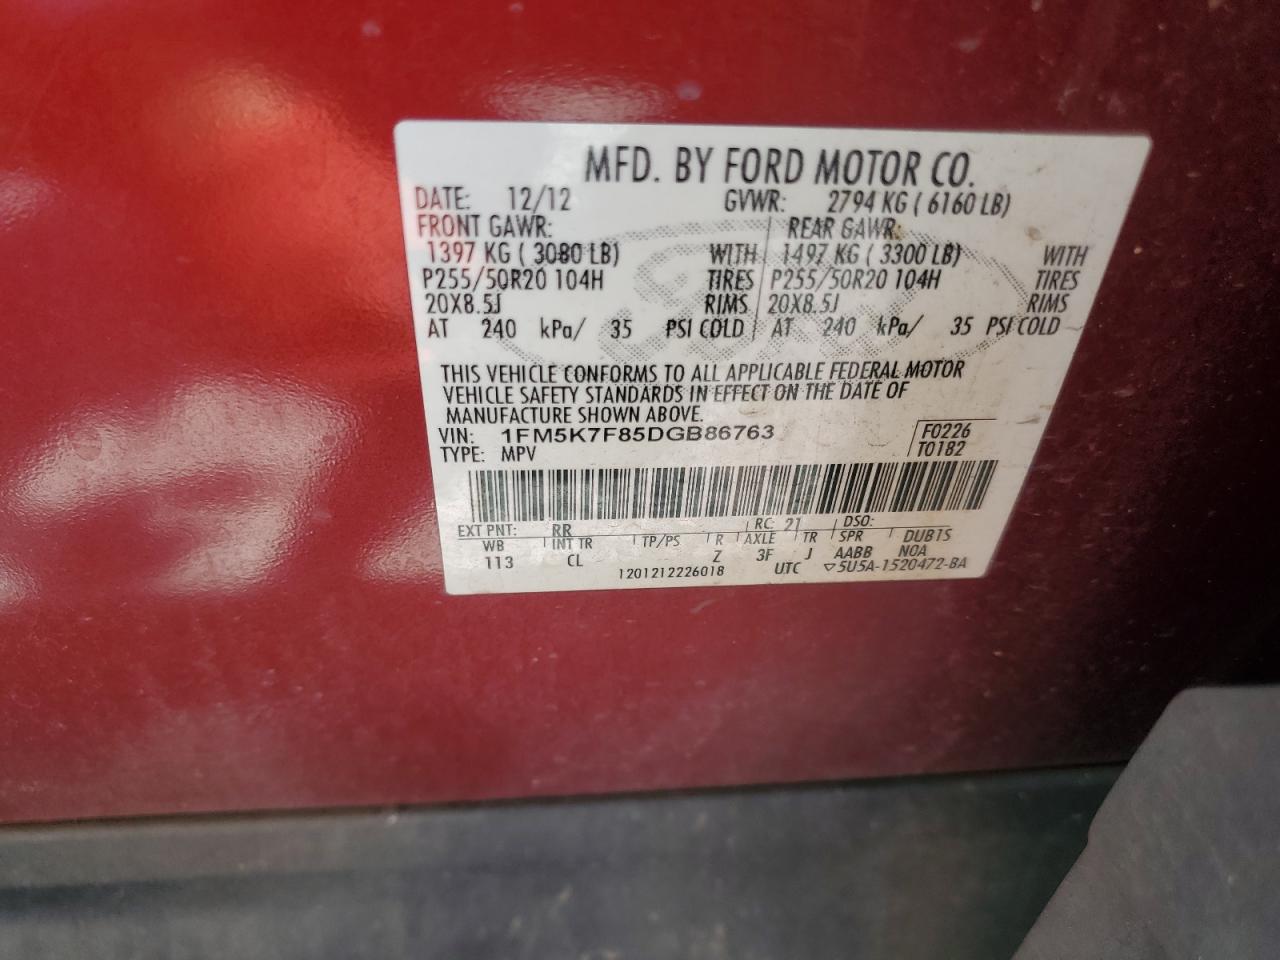 MFD. BY FORD MOTOR CO.
DATE: 12/12 GVWR: 2794 KG ( 6160 LB)
FRONT GAWR: REAR GAWR:
1397 KG ( 3080 LB) WITH 1497 KG ( 3300 LB) WITH
P255/50R20 104H TIRES P255/50R20 104H TIRES
20X8.5J RIMS 20X8.5J RIMS
AT 240 kPa/ 35 PSI COLD AT 240 kPa/ 35 PSI COLD
THIS VEHICLE CONFORMS TO ALL APPLICABLE FEDERAL MOTOR
VEHICLE SAFETY STANDARDS IN EFFECT ON THE DATE OF
MANUFACTURE SHOWN ABOVE.
VIN: 1FM5K7F85DGB86763 F0226
TYPE: MPV T0182
EXT PNT: RR RC: 21 DSO:
WB INT TR TP/PS R AXLE TR SPR DUB1S
113 CL Z 3F J AABB NOA
1201212226018 UTC ▽5U5A-1520472-BA
Ford